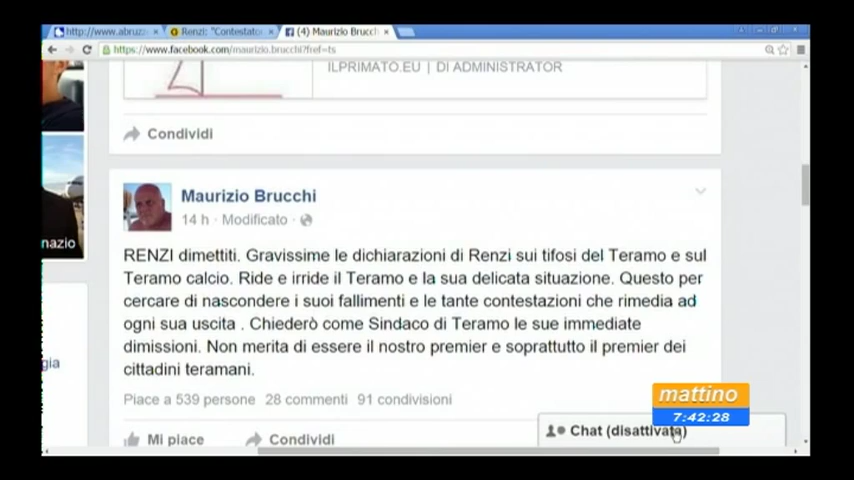 http://www.abruzz
Renzi: "Contestato
(4) Maurizio Brucch
https://www.facebook.com/maurizio.brucchi?fref=ts
ILPRIMATO.EU | DI ADMINISTRATOR
Condividi
Maurizio Brucchi
14 h · Modificato ·
nazio
RENZI dimettiti. Gravissime le dichiarazioni di Renzi sui tifosi del Teramo e sul
Teramo calcio. Ride e irride il Teramo e la sua delicata situazione. Questo per
cercare di nascondere i suoi fallimenti e le tante contestazioni che rimedia ad
ogni sua uscita . Chiederò come Sindaco di Teramo le sue immediate
dimissioni. Non merita di essere il nostro premier e soprattutto il premier dei
cittadini teramani.
gia
Piace a 539 persone 28 commenti 91 condivisioni
mattino
7:42:28
Chat (disattivata)
Mi piace Condividi